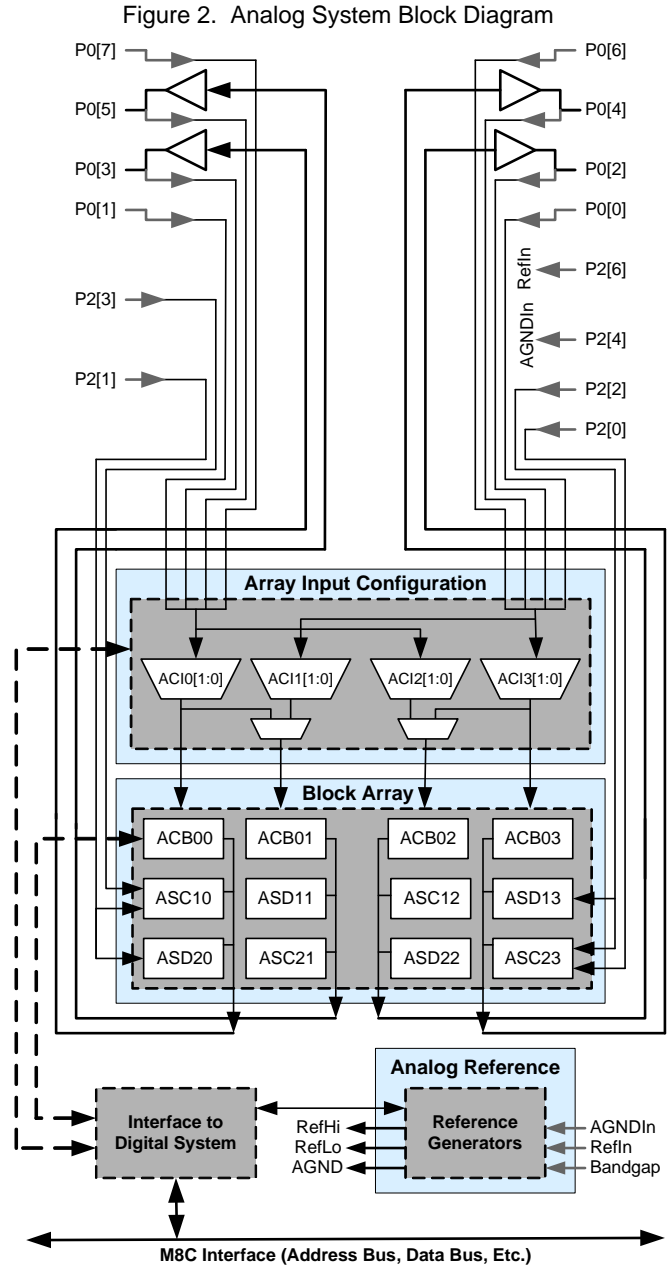 Figure 2. Analog System Block Diagram
P0[7]
P0[6]
P0[5]
P0[4]
P0[3]
P0[2]
P0[1]
P0[0]
RefIn
P2[6]
P2[3]
AGNDIn
P2[4]
P2[1]
P2[2]
P2[0]
Array Input Configuration
ACI0[1:0] ACI1[1:0] ACI2[1:0] ACI3[1:0]
Block Array
ACB00 ACB01 ACB02 ACB03
ASC10 ASD11 ASC12 ASD13
ASD20 ASC21 ASD22 ASC23
Analog Reference
Interface to
Digital System
RefHi
RefLo
AGND
Reference
Generators
AGNDIn
RefIn
Bandgap
M8C Interface (Address Bus, Data Bus, Etc.)